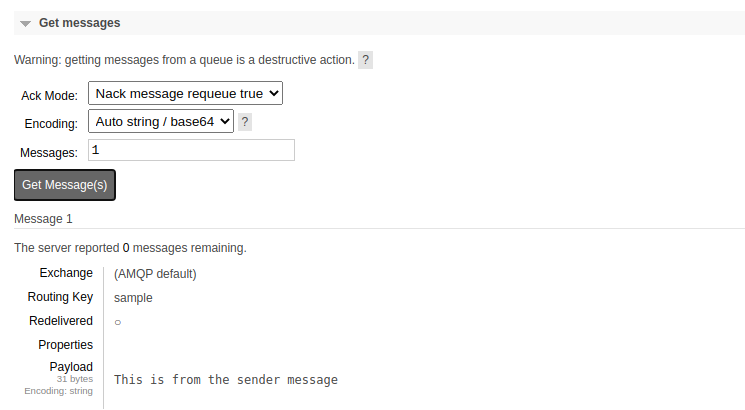 Get messages
Warning: getting messages from a queue is a destructive action. ?
Ack Mode: Nack message requeue true
Encoding: Auto string / base64 ?
Messages: 1
Get Message(s)
Message 1
The server reported 0 messages remaining.
Exchange (AMQP default)
Routing Key sample
Redelivered ○
Properties
Payload
31 bytes
Encoding: string
This is from the sender message